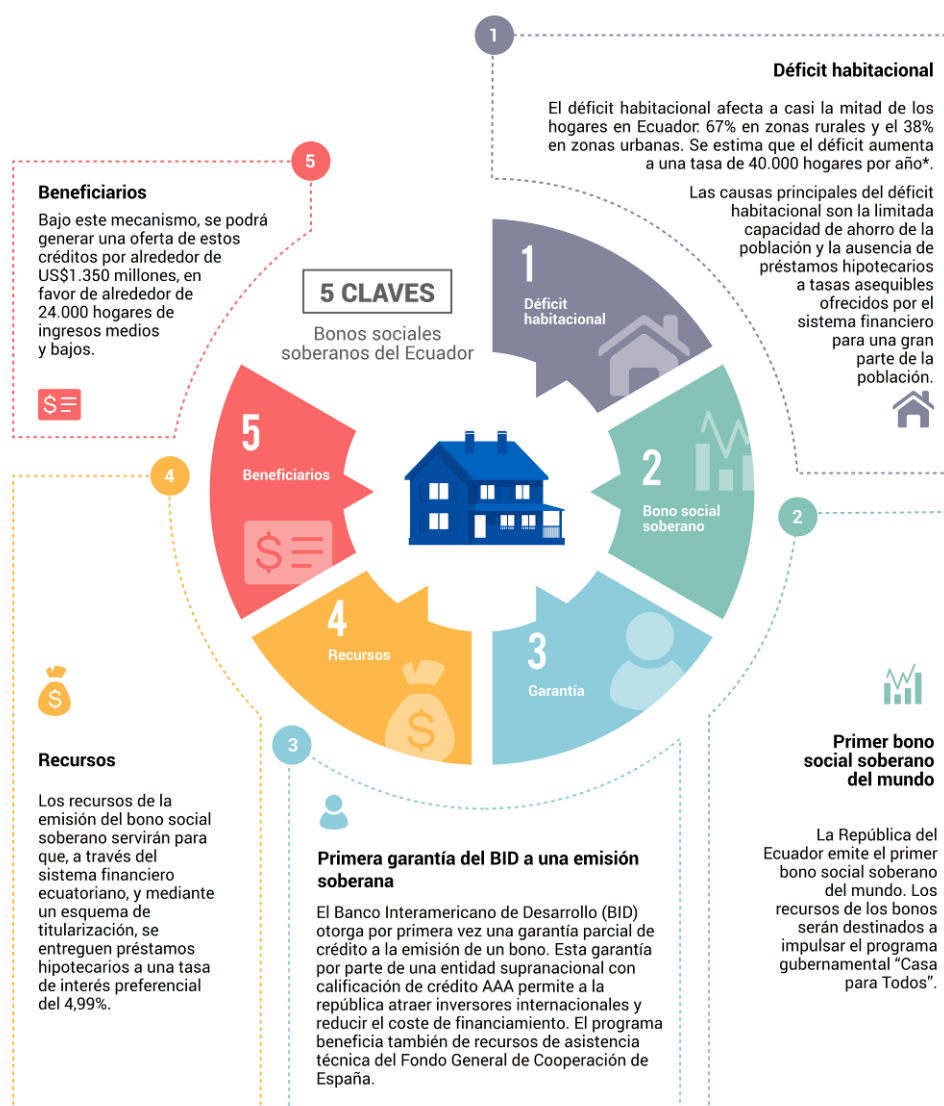 1
Déficit habitacional
El déficit habitacional afecta a casi la mitad de los
hogares en Ecuador: 67% en zonas rurales y el 38%
en zonas urbanas. Se estima que el déficit aumenta
a una tasa de 40.000 hogares por año*.
Las causas principales del déficit
habitacional son la limitada
capacidad de ahorro de la
población y la ausencia de
préstamos hipotecarios
a tasas asequibles
ofrecidos por el
sistema financiero
para una gran
parte de la
población.
5
Beneficiarios
Bajo este mecanismo, se podrá
generar una oferta de estos
créditos por alrededor de
US$1.350 millones, en
favor de alrededor de
24.000 hogares de
ingresos medios
y bajos.
$
5 CLAVES
Bonos sociales
soberanos del Ecuador
1
Déficit
habitacional
2
Bono social
soberano
3
Garantía
4
Recursos
$
5
Beneficiarios
$
4
$
Recursos
Los recursos de la
emisión del bono social
soberano servirán para
que, a través del
sistema financiero
ecuatoriano, y mediante
un esquema de
titularización, se
entreguen préstamos
hipotecarios a una tasa
de interés preferencial
del 4,99%.
3
Primera garantía del BID a una emisión
soberana
El Banco Interamericano de Desarrollo (BID)
otorga por primera vez una garantía parcial de
crédito a la emisión de un bono. Esta garantía
por parte de una entidad supranacional con
calificación de crédito AAA permite a la
república atraer inversores internacionales y
reducir el coste de financiamiento. El programa
beneficia también de recursos de asistencia
técnica del Fondo General de Cooperación de
España.
2
Primer bono
social soberano
del mundo
La República del
Ecuador emite el primer
bono social soberano
del mundo. Los
recursos de los bonos
serán destinados a
impulsar el programa
gubernamental “Casa
para Todos”.